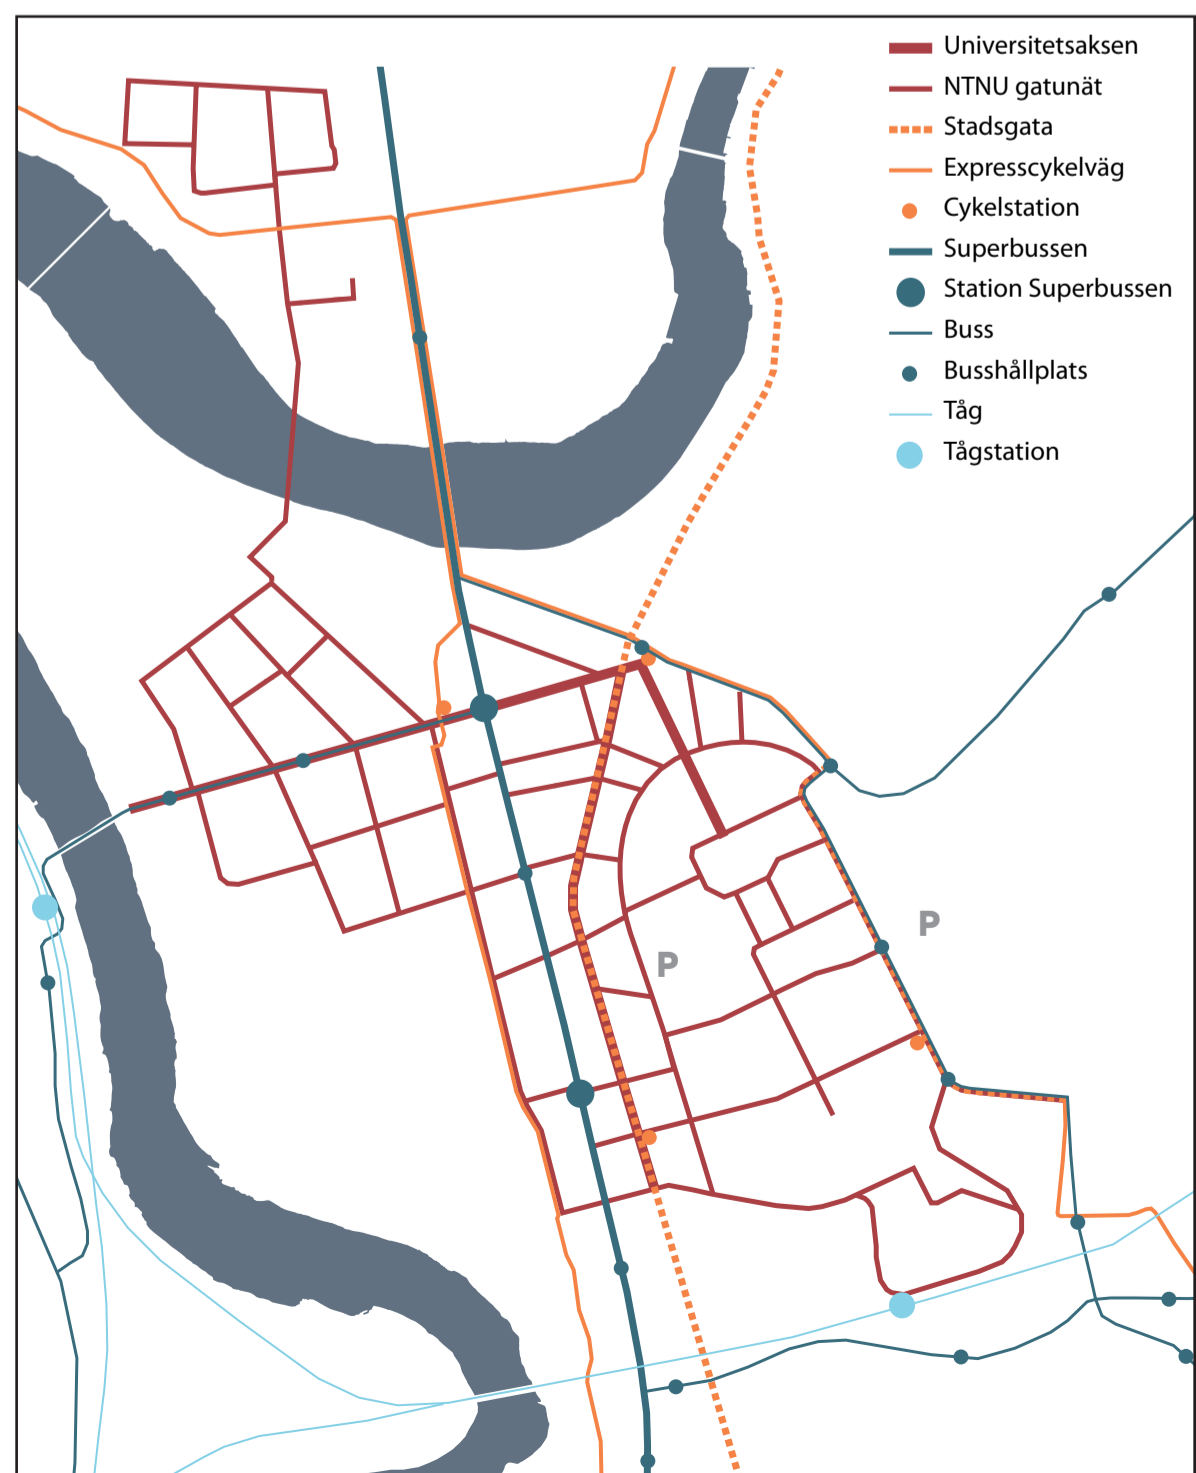 Universitetsaksen
NTNU gatunät
Stadsgata
Expresscykelväg
Cykelstation
Superbussen
Station Superbussen
Buss
Busshållplats
Tåg
Tågstation
P
P